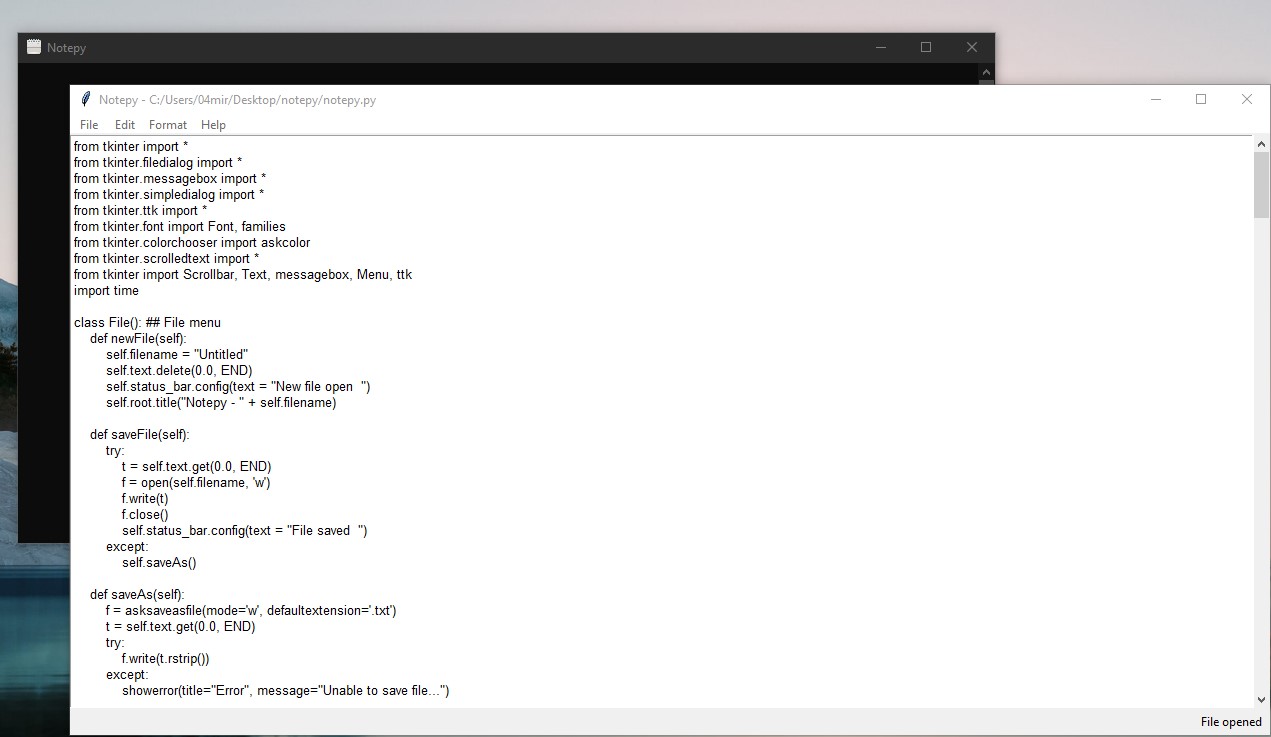 Notepy
Notepy - C:/Users/04mir/Desktop/notepy/notepy.py
File Edit Format Help
from tkinter import *
from tkinter.filedialog import *
from tkinter.messagebox import *
from tkinter.simpledialog import *
from tkinter.ttk import *
from tkinter.font import Font, families
from tkinter.colorchooser import askcolor
from tkinter.scrolledtext import *
from tkinter import Scrollbar, Text, messagebox, Menu, ttk
import time

class File(): ## File menu
    def newFile(self):
        self.filename = "Untitled"
        self.text.delete(0.0, END)
        self.status_bar.config(text = "New file open  ")
        self.root.title("Notepy - " + self.filename)

    def saveFile(self):
        try:
            t = self.text.get(0.0, END)
            f = open(self.filename, 'w')
            f.write(t)
            f.close()
            self.status_bar.config(text = "File saved  ")
        except:
            self.saveAs()

    def saveAs(self):
        f = asksaveasfile(mode='w', defaultextension='.txt')
        t = self.text.get(0.0, END)
        try:
            f.write(t.rstrip())
        except:
            showerror(title="Error", message="Unable to save file...")
File opened